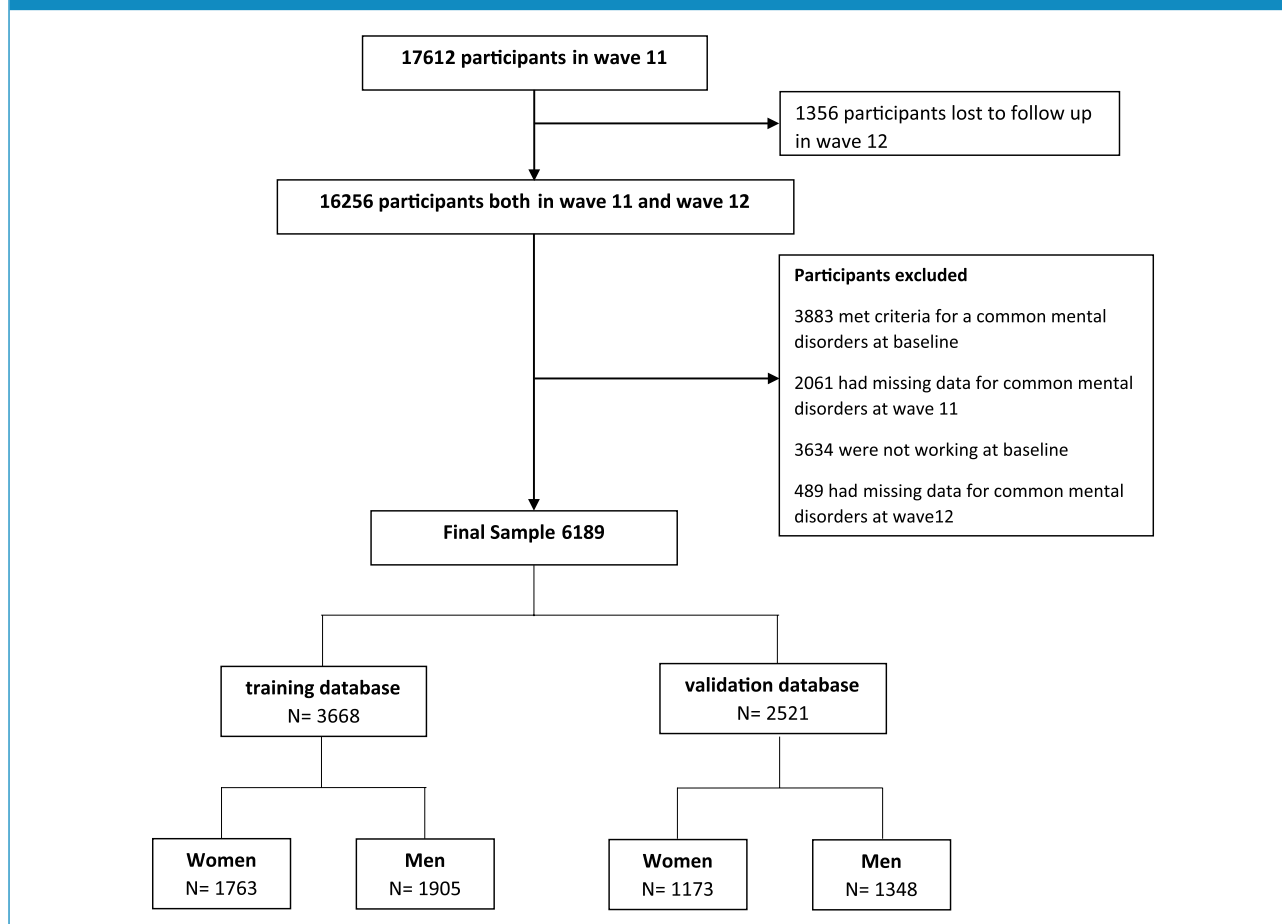 17612 participants in wave 11
1356 participants lost to follow up
in wave 12
16256 participants both in wave 11 and wave 12
Participants excluded
3883 met criteria for a common mental
disorders at baseline
2061 had missing data for common mental
disorders at wave 11
3634 were not working at baseline
489 had missing data for common mental
disorders at wave12
Final Sample 6189
training database
N= 3668
validation database
N= 2521
Women
N= 1763
Men
N= 1905
Women
N= 1173
Men
N= 1348